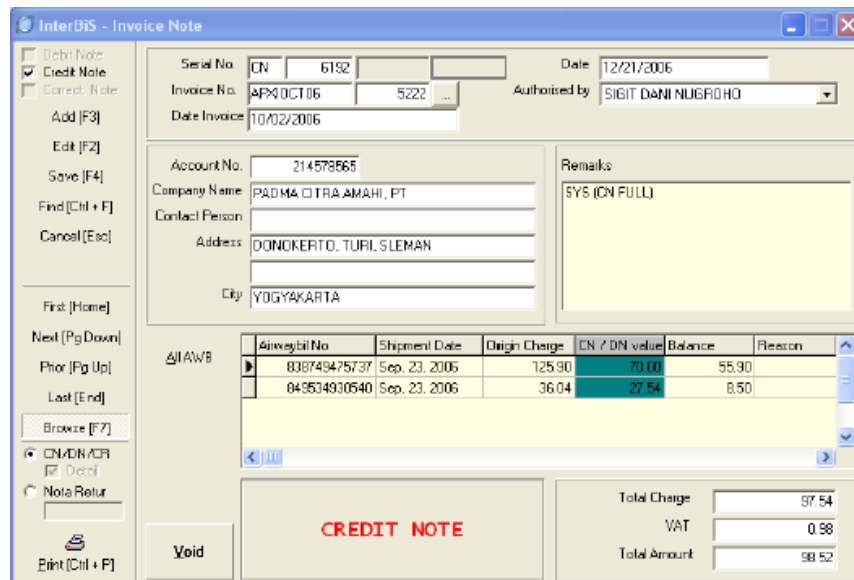 InterBiS - Invoice Note
Debit Note
Credit Note
Correct. Note
Add [F3]
Edit [F2]
Save [F4]
Find [Ctrl + F]
Cancel [Esc]
First [Home]
Next [Pg Down]
Prior [Pg Up]
Last [End]
Browze [F7]
CN/DN/CR
Detail
Nota Retur
Print [Ctrl + P]
Serial No. CN 6192
Date 12/21/2006
Invoice No. APXIOCT06 5222 ...
Authorised by SIGIT DANI NUGROHO
Date Invoice 10/02/2006
Account No. 214579565
Company Name PADMA CITRA AMAHI, PT
Contact Person
Address DONOKERTO, TURI, SLEMAN
City YOGYAKARTA
Remarks
SYS (CN FULL)
All AWB
Airwaybil No Shipment Date Origin Charge CN / DN value Balance Reason
838749475737 Sep. 23, 2006 125.90 70.00 55.90
849534930540 Sep. 23, 2006 36.04 27.54 8.50
Void
CREDIT NOTE
Total Charge 97.54
VAT 0.98
Total Amount 98.52